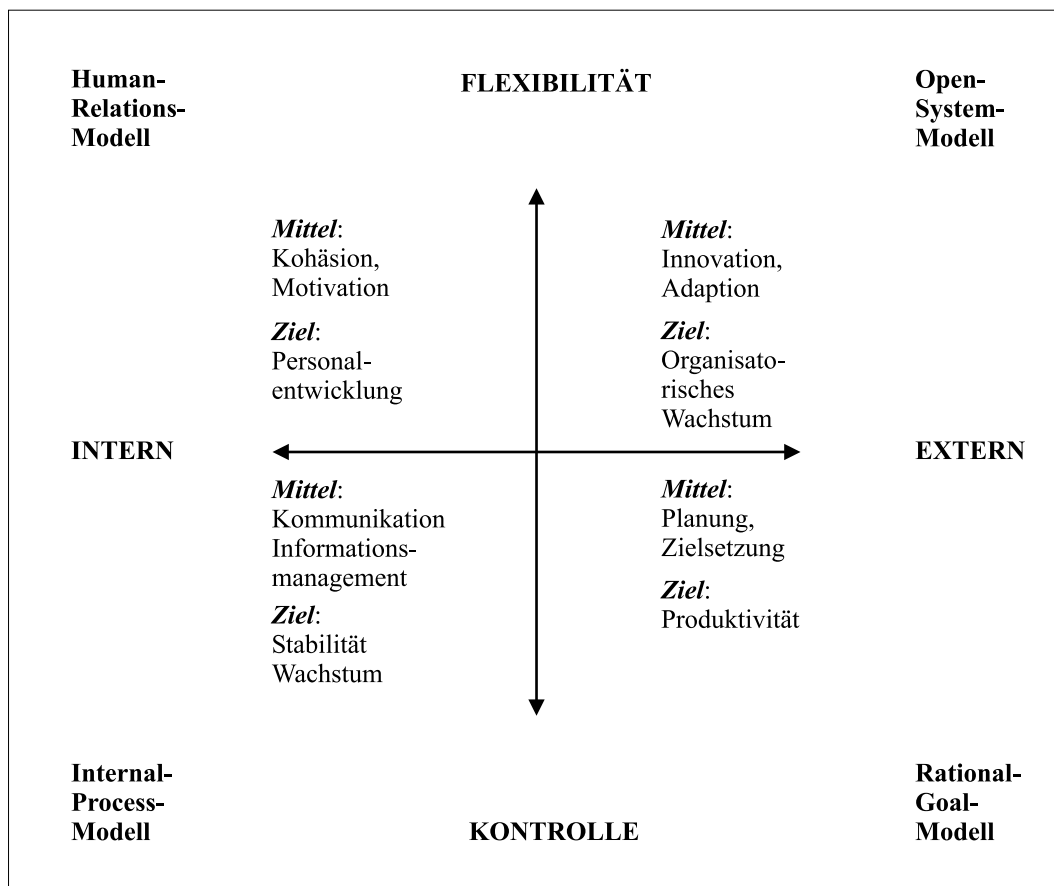 Human-
Relations-
Modell
FLEXIBILITÄT
Open-
System-
Modell
Mittel:
Kohäsion,
Motivation
Ziel:
Personal-
entwicklung
Mittel:
Innovation,
Adaption
Ziel:
Organisato-
risches
Wachstum
INTERN
EXTERN
Mittel:
Kommunikation
Informations-
management
Ziel:
Stabilität
Wachstum
Mittel:
Planung,
Zielsetzung
Ziel:
Produktivität
Internal-
Process-
Modell
KONTROLLE
Rational-
Goal-
Modell